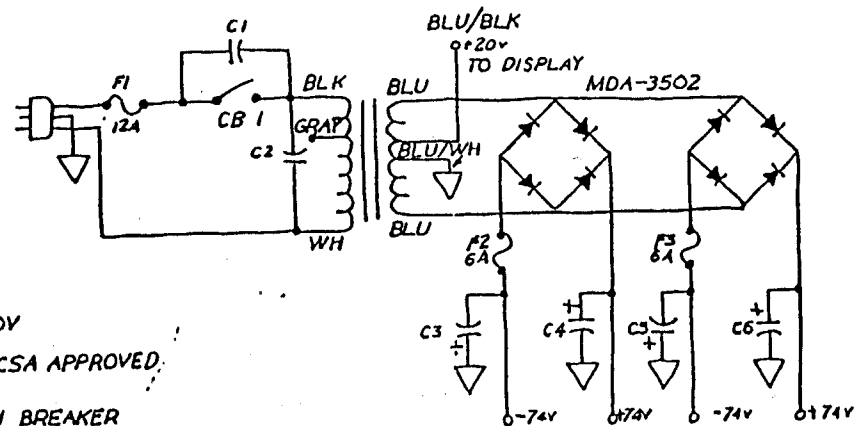 C1
BLU/BLK
+20V
TO DISPLAY
F1
12A
CB 1
BLK
BLU
MDA-3502
GRAY
C2
BLU/WH
WH
BLU
F2
6A
F3
6A
C3
+
+
C4
C5
+
+
C6
0V
CSA APPROVED
BREAKER
-74V
+74V
-74V
+74V